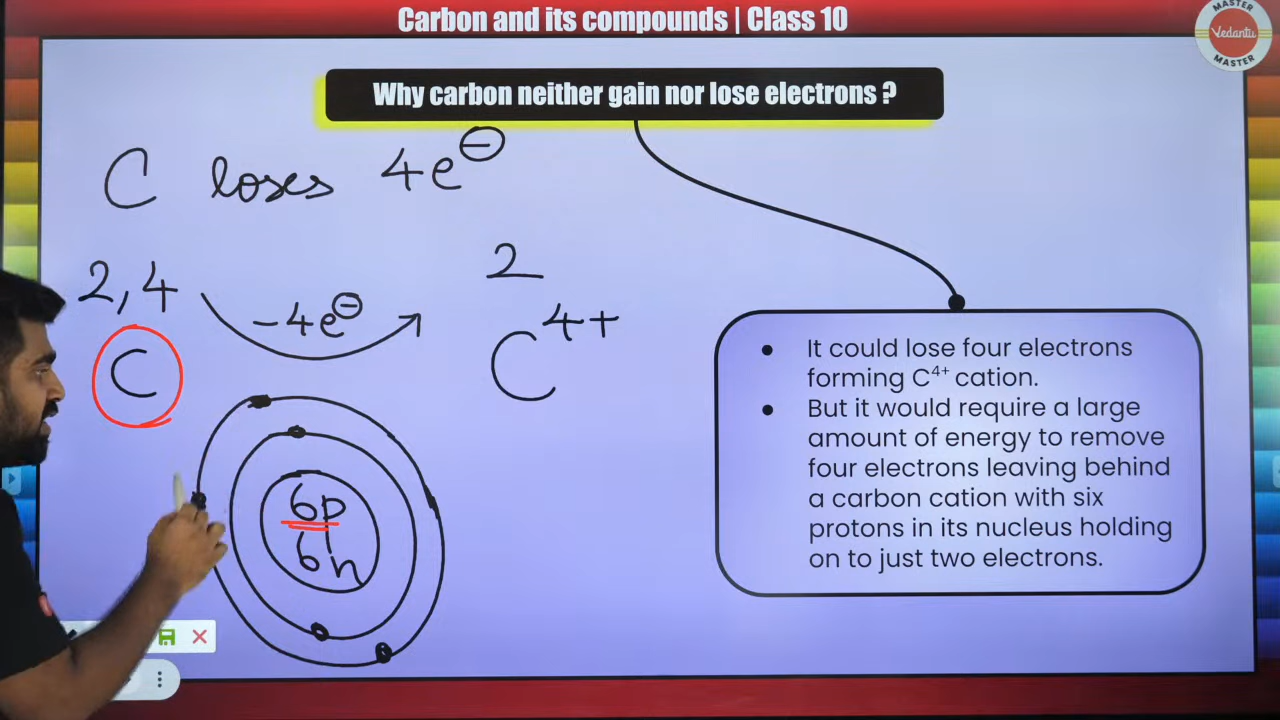 Carbon and its compounds | Class 10
MASTER
Vedantu
MASTER
Why carbon neither gain nor lose electrons ?
C loses 4e⊖
2,4
-4e⊖
2
C
C⁴⁺
6p
6n
• It could lose four electrons
forming C⁴⁺ cation.
• But it would require a large
amount of energy to remove
four electrons leaving behind
a carbon cation with six
protons in its nucleus holding
on to just two electrons.